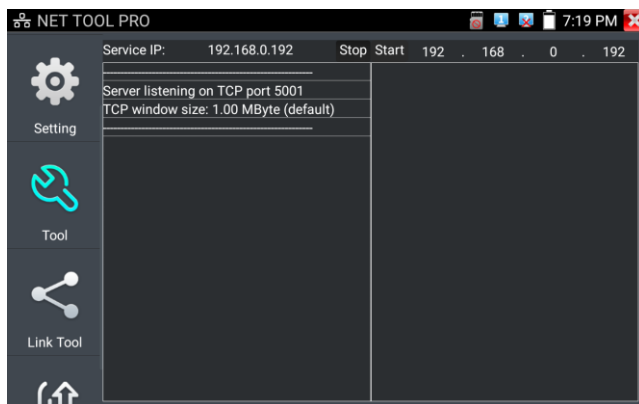 NET TOOL PRO 7:19 PM
Service IP: 192.168.0.192 Stop Start 192 . 168 . 0 . 192
Server listening on TCP port 5001
TCP window size: 1.00 MByte (default)
Setting
Tool
Link Tool